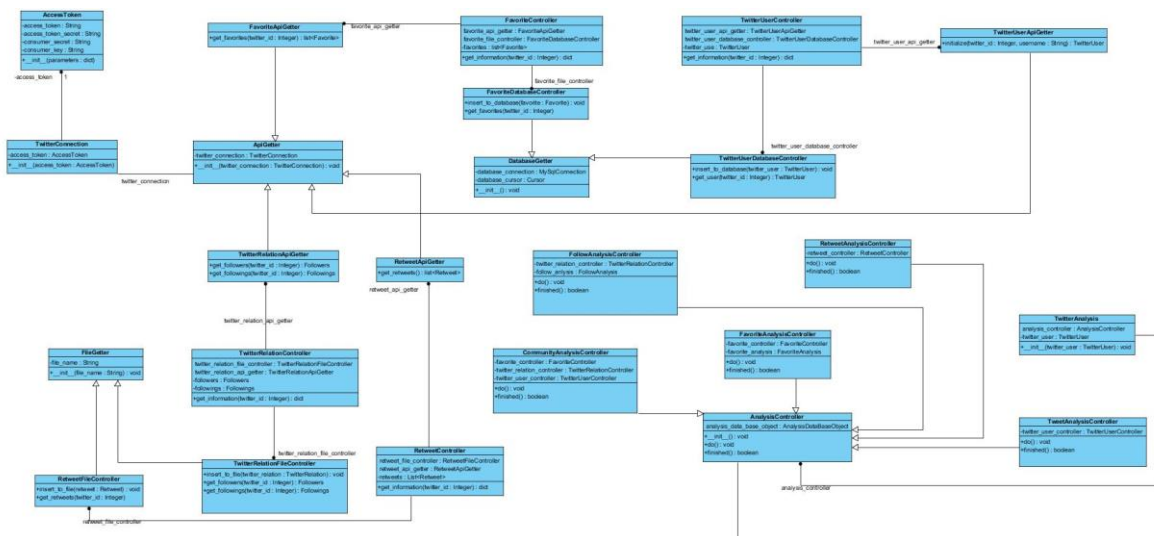 AccessToken
-access_token : String
-access_token_secret : String
-consumer_secret : String
-consumer_key : String
+__init__(parameters : dict)
-access_token
1
TwitterConnection
-access_token : AccessToken
+__init__(access_token : AccessToken)
twitter_connection
FavoriteApiGetter
+get_favorites(twitter_id : Integer) : list<Favorite>
favorite_api_getter
FavoriteController
favorite_api_getter : FavoriteApiGetter
favorite_file_controller : FavoriteDatabaseController
-favorites : list<Favorite>
+get_information(twitter_id : Integer) : dict
favorite_file_controller
FavoriteDatabaseController
+insert_to_database(favorite : Favorite) : void
+get_favorites(twitter_id : Integer)
TwitterUserController
twitter_user_api_getter : TwitterUserApiGetter
twitter_user_database_controller : TwitterUserDatabaseController
-twitter_user : TwitterUser
+get_information(twitter_id : Integer) : dict
twitter_user_api_getter
TwitterUserApiGetter
+initialize(twitter_id : Integer, username : String) : TwitterUser
ApiGetter
-twitter_connection : TwitterConnection
+__init__(twitter_connection : TwitterConnection) : void
DatabaseGetter
-database_connection : MySqlConnection
-database_cursor : Cursor
+__init__() : void
twitter_user_database_controller
TwitterUserDatabaseController
+insert_to_database(twitter_user : TwitterUser) : void
+get_user(twitter_id : Integer) : TwitterUser
TwitterRelationApiGetter
+get_followers(twitter_id : Integer) : Followers
+get_followings(twitter_id : Integer) : Followings
twitter_relation_api_getter
RetweetApiGetter
+get_retweets() : list<Retweet>
retweet_api_getter
FollowAnalysisController
-twitter_relation_controller : TwitterRelationController
-follow_anlysis : FollowAnalysis
+do() : void
+finished() : boolean
RetweetAnalysisController
-retweet_controller : RetweetController
+do() : void
+finished() : boolean
FileGetter
-file_name : String
+__init__(file_name : String) : void
TwitterRelationController
twitter_relation_file_controller : TwitterRelationFileController
twitter_relation_api_getter : TwitterRelationApiGetter
-followers : Followers
-followings : Followings
+get_information(twitter_id : Integer) : dict
twitter_relation_file_controller
CommunityAnalysisController
-favorite_controller : FavoriteController
-twitter_relation_controller : TwitterRelationController
-twitter_user_controller : TwitterUserController
+do() : void
+finished() : boolean
FavoriteAnalysisController
-favorite_controller : FavoriteController
-favorite_analysis : FavoriteAnalysis
+do() : void
+finished() : boolean
TwitterAnalysis
analysis_controller : AnalysisController
-twitter_user : TwitterUser
+__init__(twitter_user : TwitterUser) : void
AnalysisController
analysis_data_base_object : AnalysisDataBaseObject
+__init__() : void
+do() : void
+finished() : boolean
TweetAnalysisController
-twitter_user_controller : TwitterUserController
+do() : void
+finished() : boolean
analysis_controller
RetweetFileController
+insert_to_file(retweet : Retweet) : void
+get_retweets(twitter_id : Integer)
retweet_file_controller
TwitterRelationFileController
+insert_to_file(twitter_relation : TwitterRelation) : void
+get_followers(twitter_id : Integer) : Followers
+get_followings(twitter_id : Integer) : Followings
RetweetController
retweet_file_controller : RetweetFileController
retweet_api_getter : RetweetApiGetter
-retweets : List<Retweet>
+get_information(twitter_id : Integer) : dict